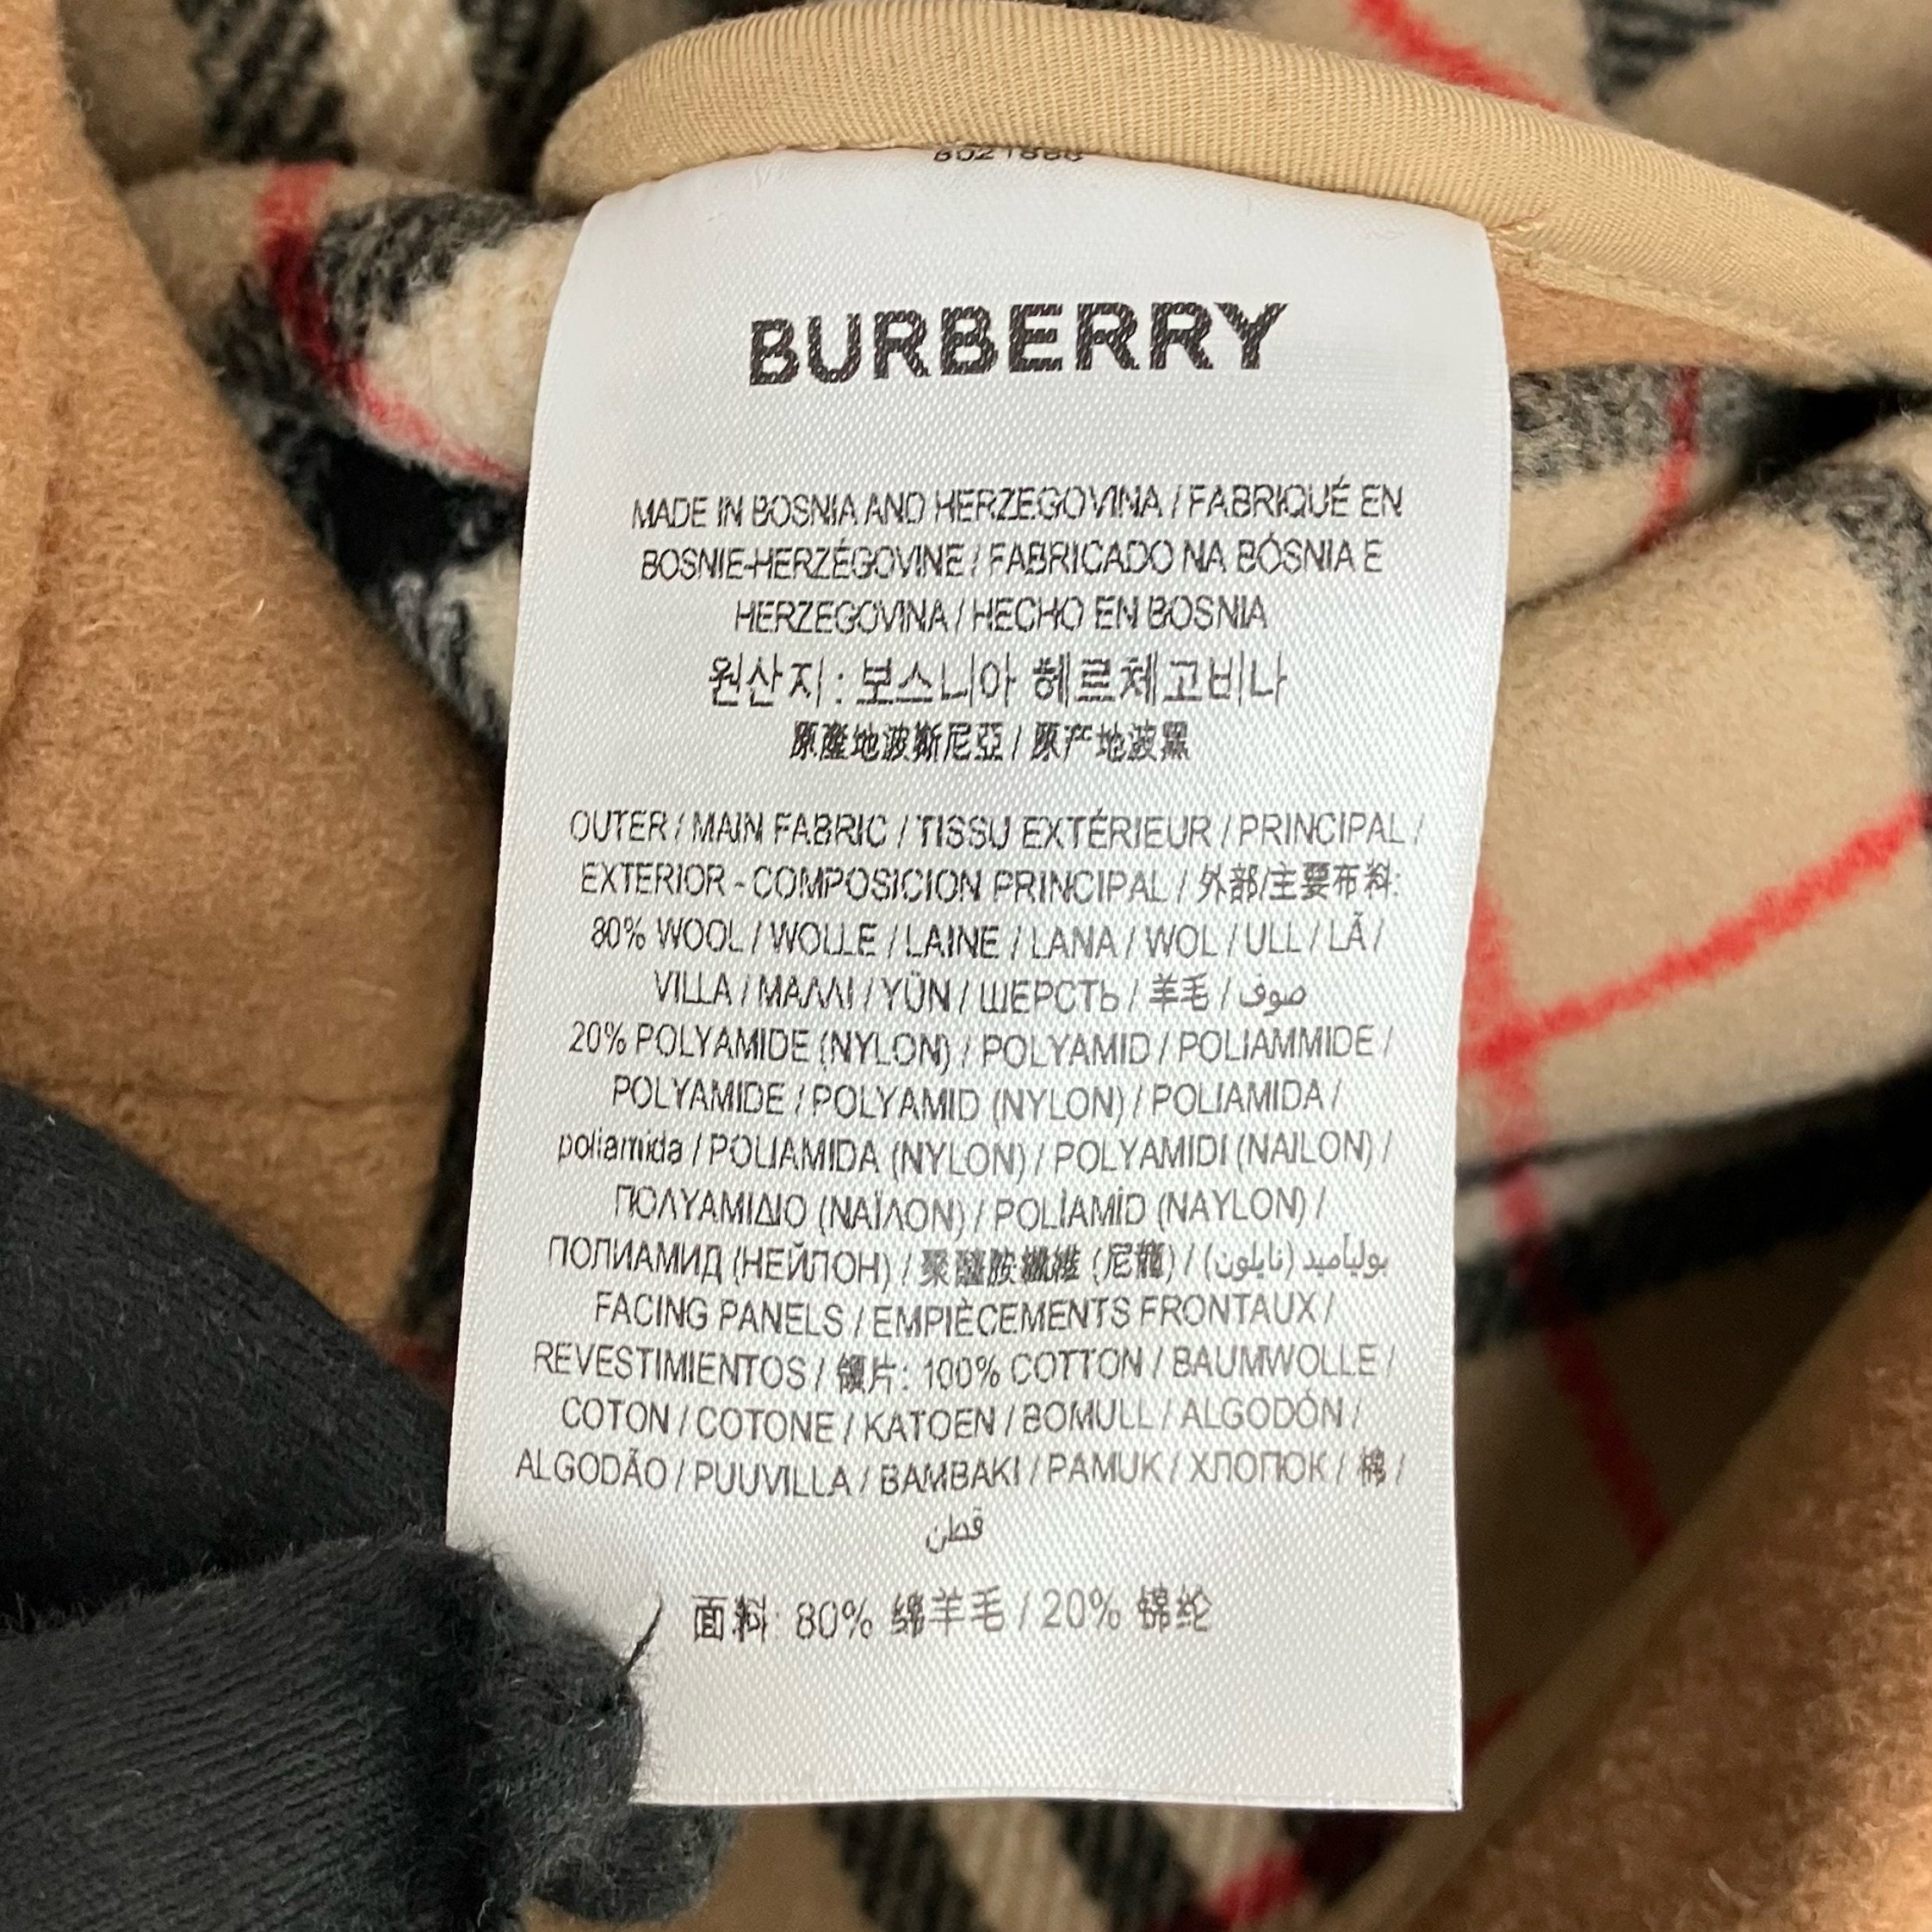 BURBERRY
MADE IN BOSNIA AND HERZEGOVINA / FABRIQUÉ EN
BOSNIE-HERZÉGOVINE / FABRICADO NA BÓSNIA E
HERZEGOVINA / HECHO EN BOSNIA
원산지 : 보스니아 헤르체고비나
原產地波斯尼亞 / 原产地波黑
OUTER / MAIN FABRIC / TISSU EXTÉRIEUR / PRINCIPAL /
EXTERIOR - COMPOSICION PRINCIPAL / 外部/主要布料:
80% WOOL / WOLLE / LAINE / LANA / WOL / ULL / LÃ /
VILLA / ΜΑΛΛΙ / YÜN / ШЕРСТЬ / 羊毛 / صوف
20% POLYAMIDE (NYLON) / POLYAMID / POLIAMMIDE /
POLYAMIDE / POLYAMID (NYLON) / POLIAMIDA /
poliamida / POLIAMIDA (NYLON) / POLYAMIDI (NAILON) /
ΠΟΛΥΑΜΙΔΙΟ (ΝΑΪΛΟΝ) / POLİAMİD (NAYLON) /
ПОЛИАМИД (НЕЙЛОН) / 聚醯胺纖維 (尼龍) / بولياميد (نايلون)
FACING PANELS / EMPIÈCEMENTS FRONTAUX /
REVESTIMIENTOS / 領片: 100% COTTON / BAUMWOLLE /
COTON / COTONE / KATOEN / BOMULL / ALGODÓN /
ALGODÃO / PUUVILLA / BAMBAKI / PAMUK / ХЛОПОК / 棉 /
قطن
面料: 80% 绵羊毛 / 20% 锦纶